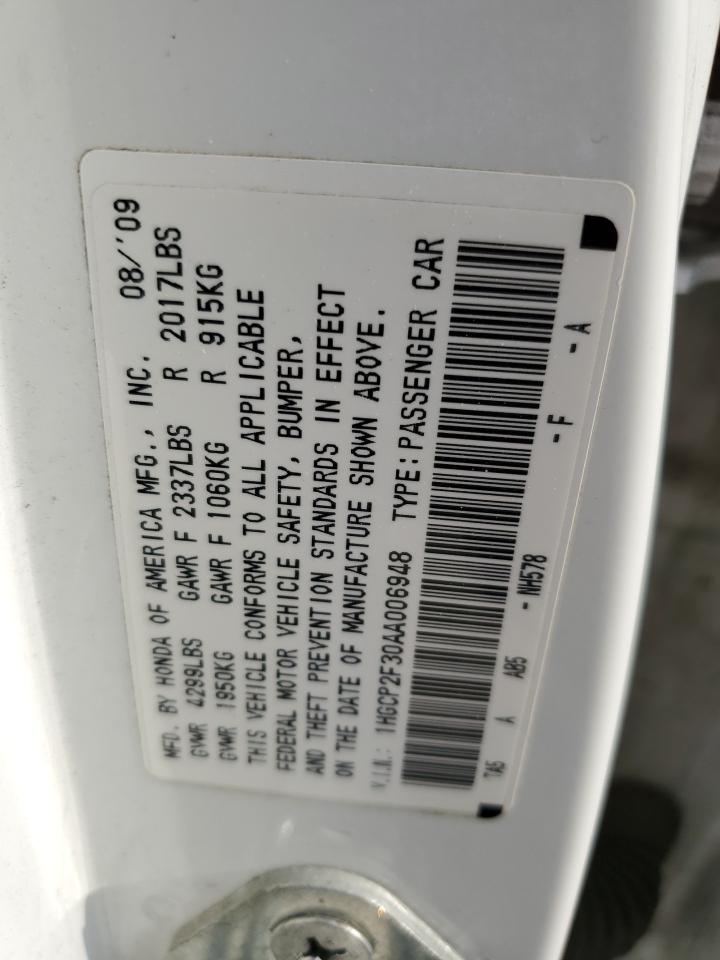 MFD. BY HONDA OF AMERICA MFG., INC. 08/'09
GVWR 4299LBS GAWR F 2337LBS R 2017LBS
GVWR 1950KG GAWR F 1060KG R 915KG
THIS VEHICLE CONFORMS TO ALL APPLICABLE
FEDERAL MOTOR VEHICLE SAFETY, BUMPER,
AND THEFT PREVENTION STANDARDS IN EFFECT
ON THE DATE OF MANUFACTURE SHOWN ABOVE.
V.I.N.: 1HGCP2F30AA006948 TYPE: PASSENGER CAR
TA5 A AB5 - NH578 - F - A